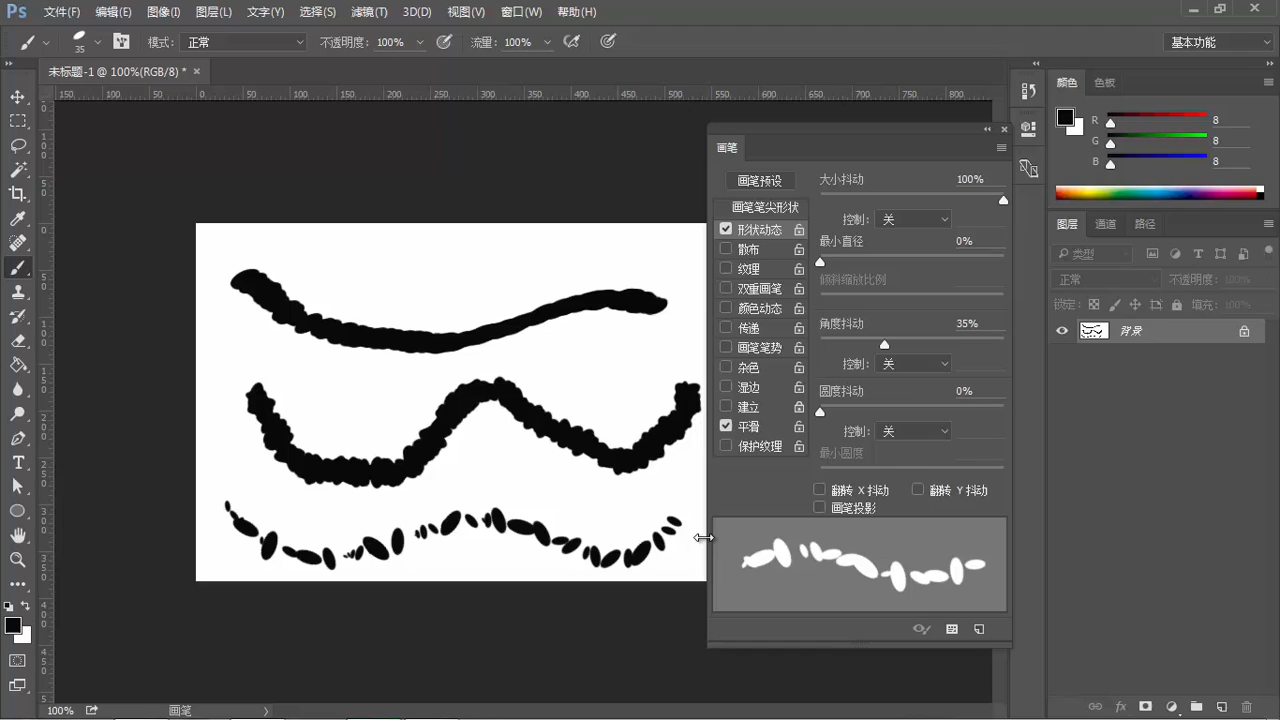 Ps 文件(F) 编辑(E) 图像(I) 图层(L) 文字(Y) 选择(S) 滤镜(T) 3D(D) 视图(V) 窗口(W) 帮助(H)
35 模式: 正常 不透明度: 100% 流量: 100% 基本功能
未标题-1 @ 100%(RGB/8) * ×
150 100 50 0 50 100 150 200 250 300 350 400 450 500 600 650 700 750 800
颜色 色板
R 8
G 8
B 8
画笔
画笔预设
画笔笔尖形状
形状动态
散布
纹理
双重画笔
颜色动态
传递
画笔笔势
杂色
湿边
建立
平滑
保护纹理
大小抖动 100%
控制: 关
最小直径 0%
倾斜缩放比例
角度抖动 35%
控制: 关
圆度抖动 0%
控制: 关
最小圆度
翻转 X 抖动 翻转 Y 抖动
画笔投影
图层 通道 路径
类型
正常 不透明度: 100%
锁定: 填充: 100%
背景
100% 画笔